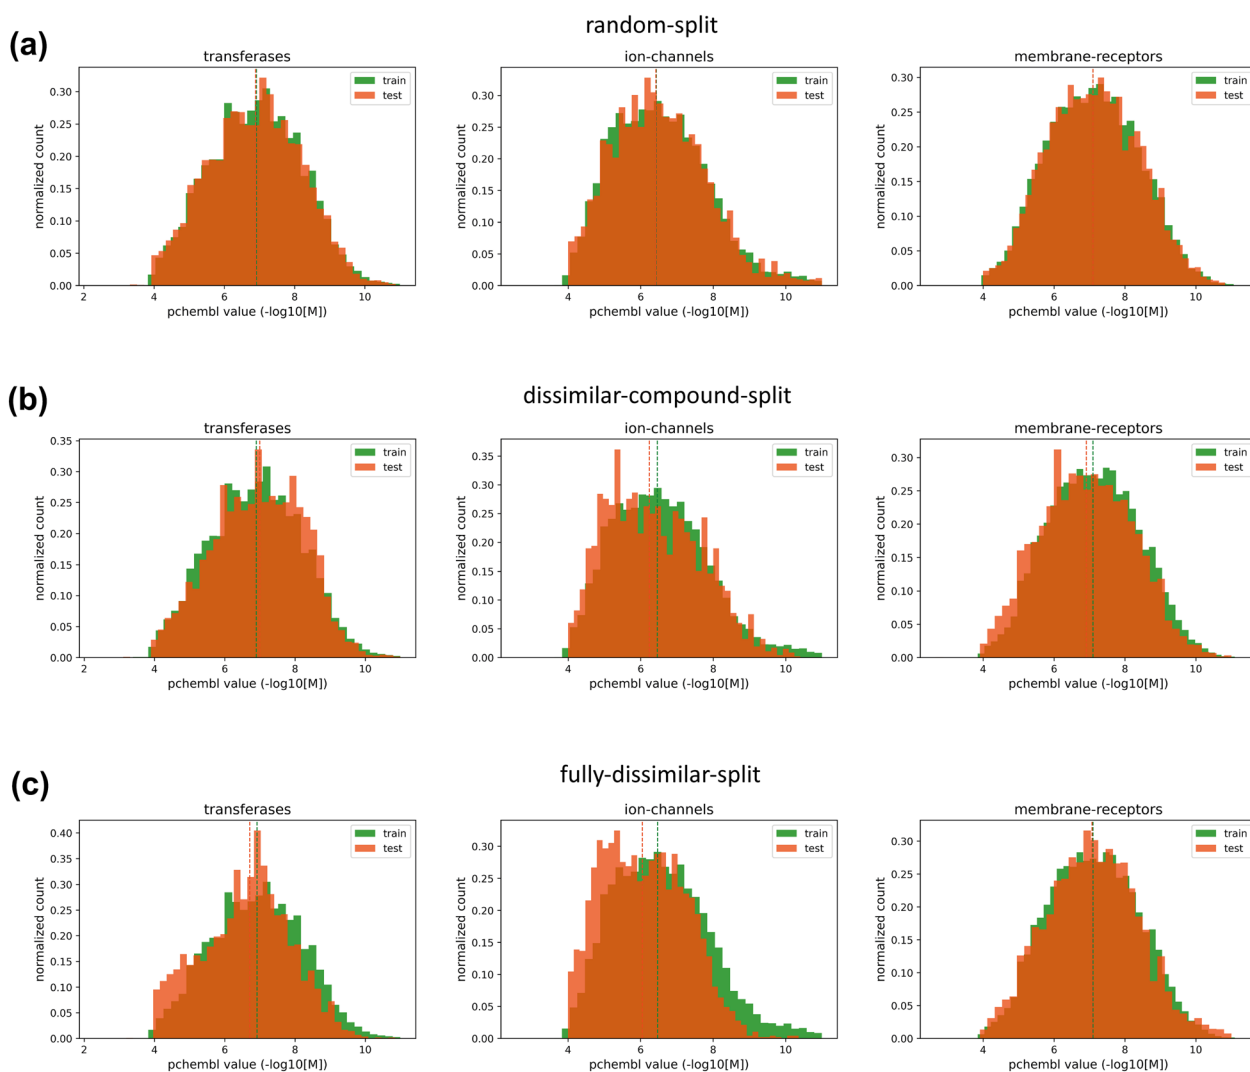 random-split
(a)
transferases
ion-channels
membrane-receptors
train
test
train
test
train
test
normalized count
0.30
0.25
0.20
0.15
0.10
0.05
0.00
normalized count
0.30
0.25
0.20
0.15
0.10
0.05
0.00
normalized count
0.30
0.25
0.20
0.15
0.10
0.05
0.00
2 4 6 8 10
4 6 8 10
4 6 8 10
pchembl value (-log10[M])
pchembl value (-log10[M])
pchembl value (-log10[M])
(b)
dissimilar-compound-split
transferases
ion-channels
membrane-receptors
train
test
train
test
train
test
normalized count
0.35
0.30
0.25
0.20
0.15
0.10
0.05
0.00
normalized count
0.35
0.30
0.25
0.20
0.15
0.10
0.05
0.00
normalized count
0.30
0.25
0.20
0.15
0.10
0.05
0.00
2 4 6 8 10
4 6 8 10
4 6 8 10
pchembl value (-log10[M])
pchembl value (-log10[M])
pchembl value (-log10[M])
(c)
fully-dissimilar-split
transferases
ion-channels
membrane-receptors
train
test
train
test
train
test
normalized count
0.40
0.35
0.30
0.25
0.20
0.15
0.10
0.05
0.00
normalized count
0.30
0.25
0.20
0.15
0.10
0.05
0.00
normalized count
0.30
0.25
0.20
0.15
0.10
0.05
0.00
2 4 6 8 10
4 6 8 10
4 6 8 10
pchembl value (-log10[M])
pchembl value (-log10[M])
pchembl value (-log10[M])